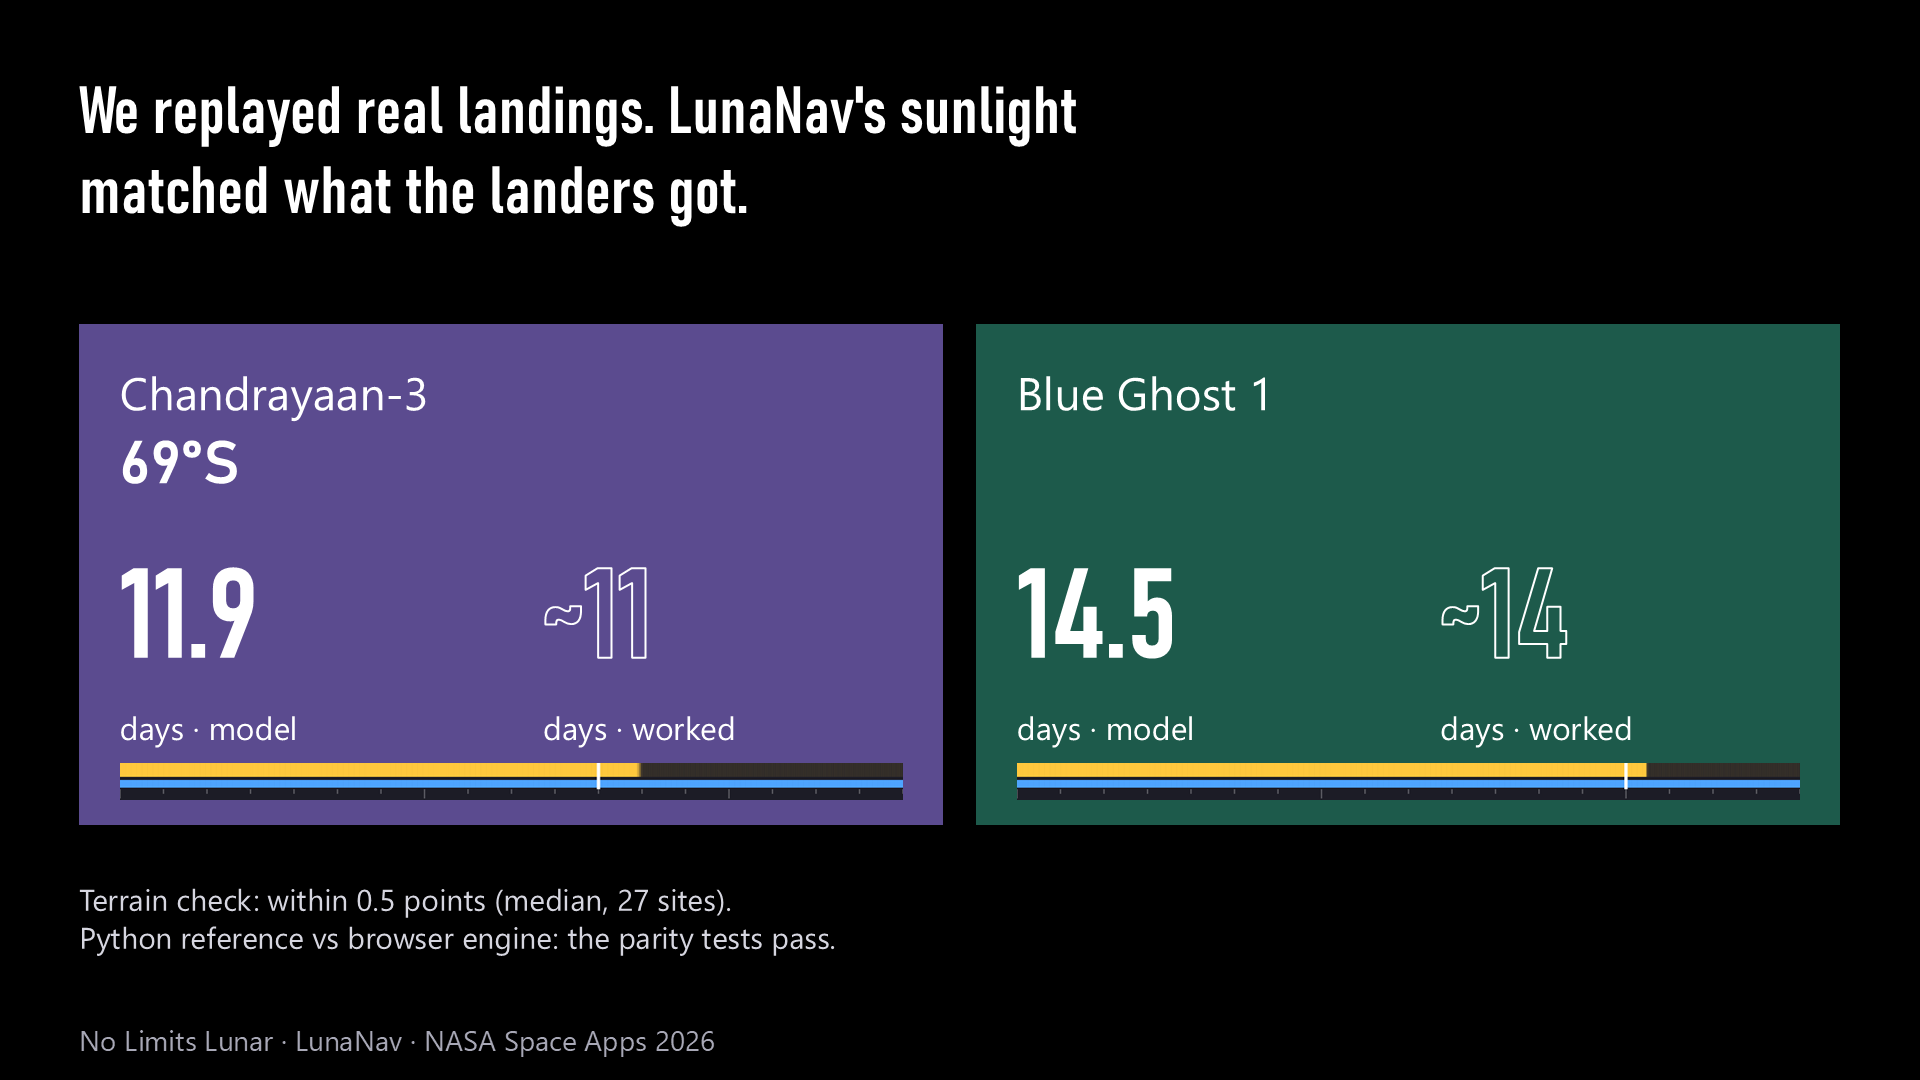 We replayed real landings. LunaNav's sunlight
matched what the landers got.
Chandrayaan-3
69°S
11.9
~11
days · model
days · worked
Blue Ghost 1
14.5
~14
days · model
days · worked
Terrain check: within 0.5 points (median, 27 sites).
Python reference vs browser engine: the parity tests pass.
No Limits Lunar · LunaNav · NASA Space Apps 2026